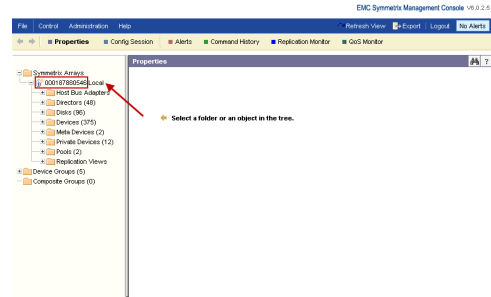 EMC Symmetrix Management Console V6.0.2.5
File Control Administration Help Refresh View Export Logout No Alerts
Properties Config Session Alerts Command History Replication Monitor QoS Monitor
Properties ?
Symmetrix Arrays
000187880546 Local
Host Bus Adapters
Directors (48)
Disks (96)
Devices (375)
Meta Devices (2)
Private Devices (12)
Pools (2)
Replication Views
Device Groups (5)
Composite Groups (0)
Select a folder or an object in the tree.